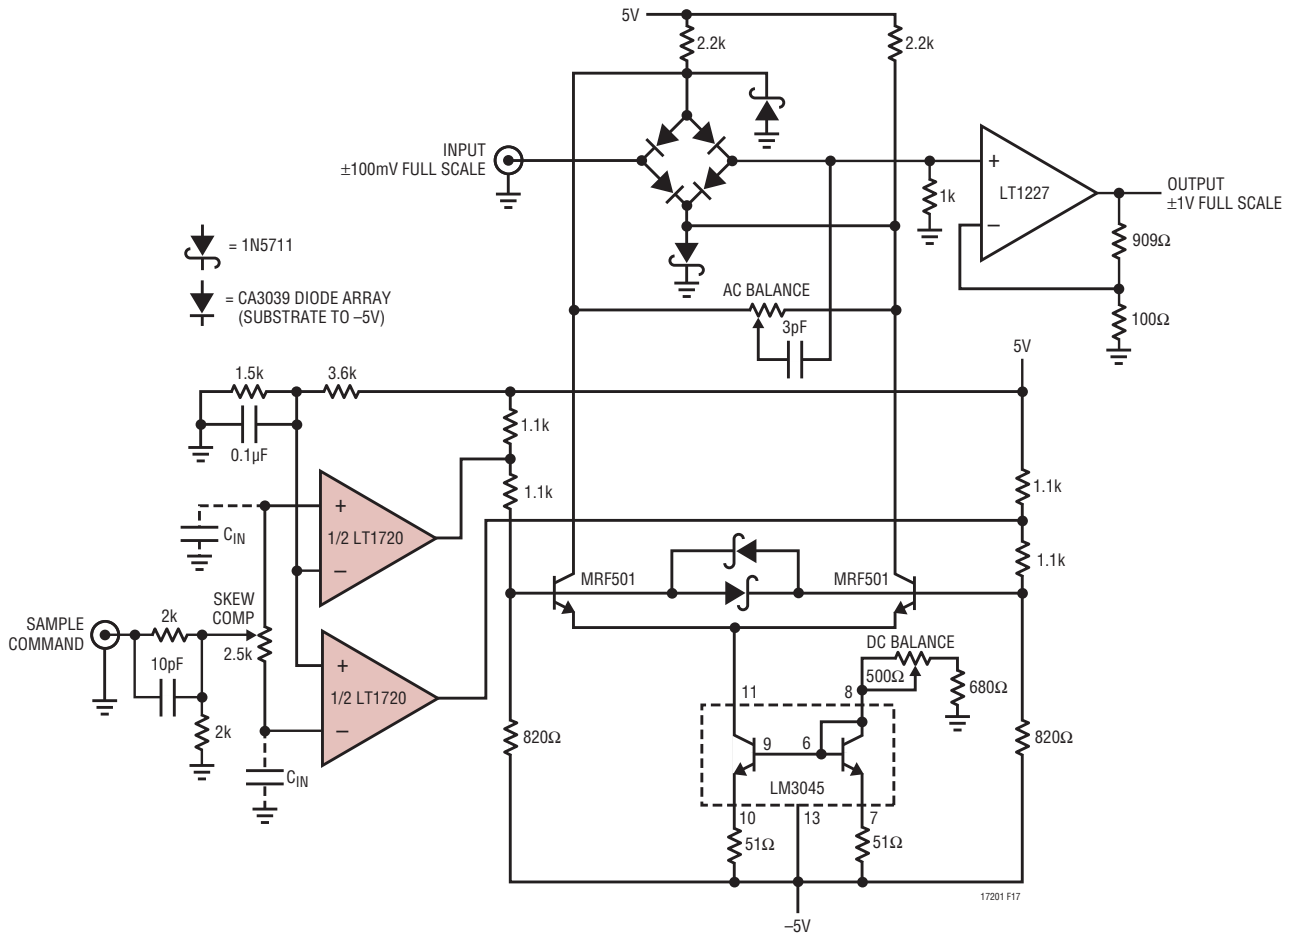 5V
2.2k
2.2k
INPUT
±100mV FULL SCALE
+
LT1227
–
OUTPUT
±1V FULL SCALE
1k
909Ω
100Ω
= 1N5711
= CA3039 DIODE ARRAY
(SUBSTRATE TO –5V)
AC BALANCE
3pF
5V
1.5k
3.6k
0.1µF
1.1k
1.1k
1.1k
1.1k
+
1/2 LT1720
–
CIN
MRF501
MRF501
SKEW
COMP
2.5k
SAMPLE
COMMAND
2k
10pF
2k
+
1/2 LT1720
–
CIN
DC BALANCE
500Ω
680Ω
11
8
9
6
LM3045
10
13
7
51Ω
51Ω
820Ω
820Ω
17201 F17
–5V